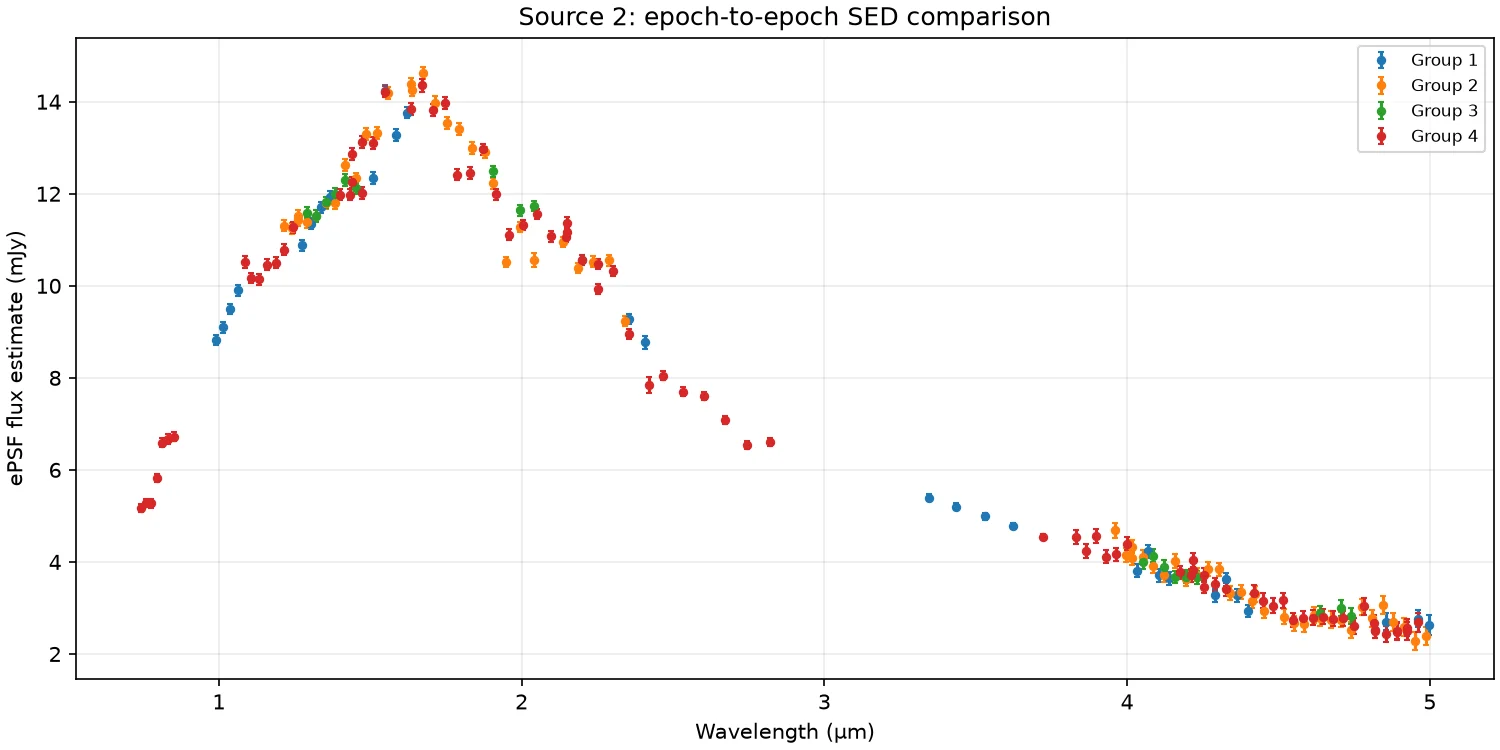 Source 2: epoch-to-epoch SED comparison
ePSF flux estimate (mJy)
14
12
10
8
6
4
2
Group 1
Group 2
Group 3
Group 4
1 2 3 4 5
Wavelength (μm)